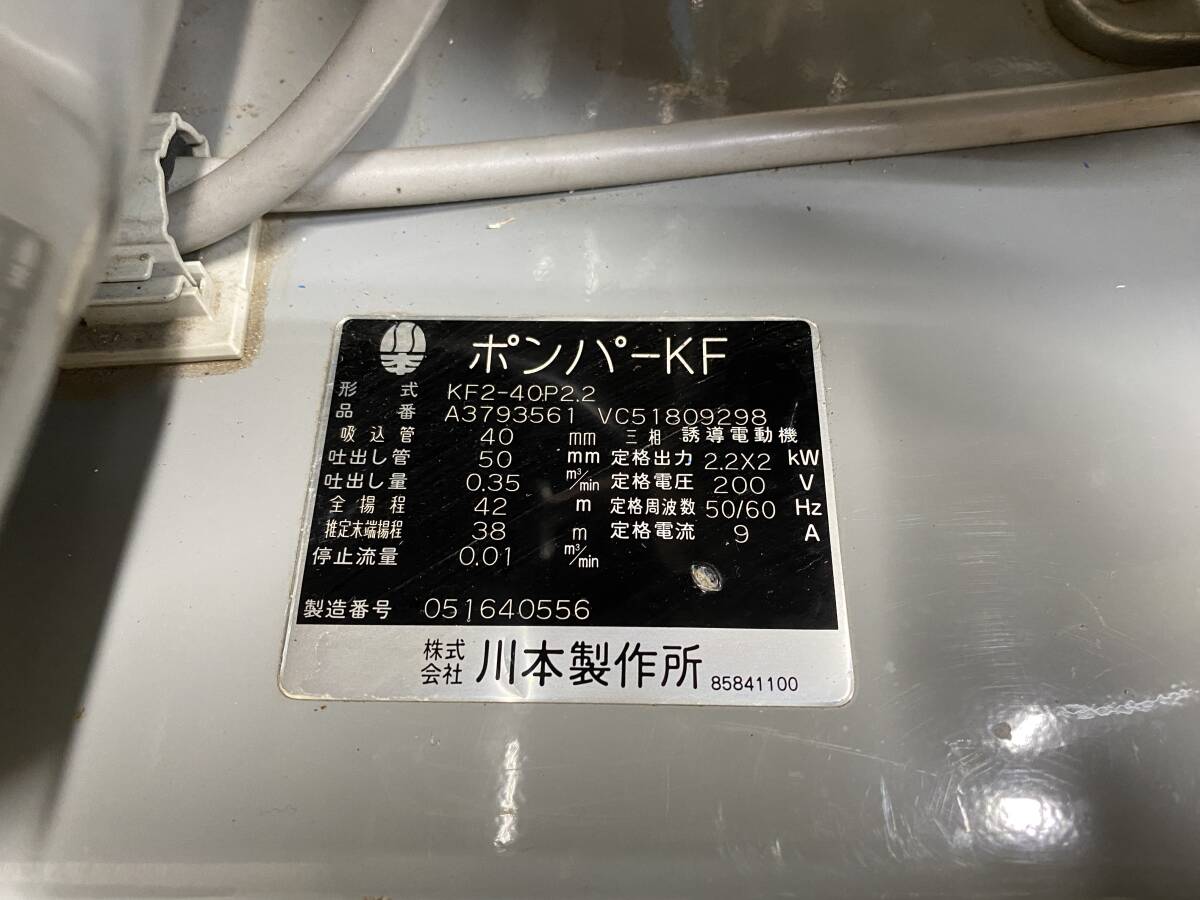 ポンパーKF
形式 KF2-40P2.2
品番 A3793561 VC51809298
吸込管 40 mm 三相 誘導電動機
吐出し管 50 mm 定格出力 2.2X2 kW
吐出し量 0.35 m³/min 定格電圧 200 V
全揚程 42 m 定格周波数 50/60 Hz
推定末端揚程 38 m 定格電流 9 A
停止流量 0.01 m³/min
製造番号 051640556
株式会社 川本製作所 85841100